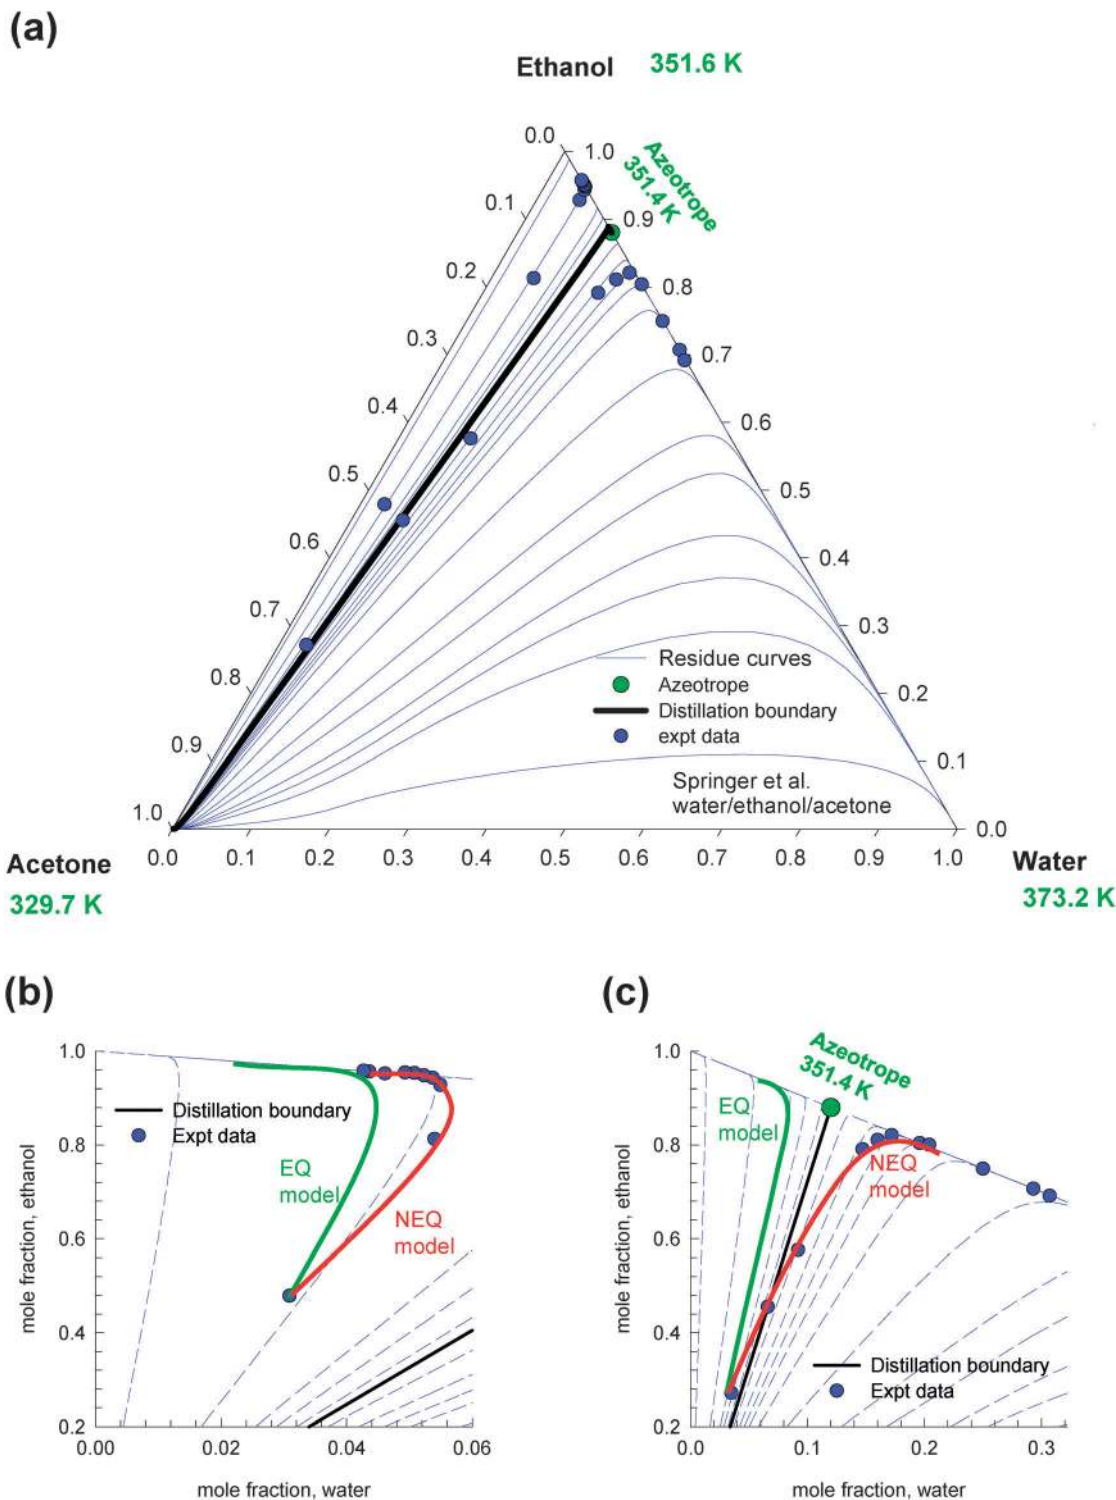 (a)
Ethanol 351.6 K
Azeotrope
351.4 K
0.0
0.1
0.2
0.3
0.4
0.5
0.6
0.7
0.8
0.9
1.0
1.0
0.9
0.8
0.7
0.6
0.5
0.4
0.3
0.2
0.1
0.0
Residue curves
Azeotrope
Distillation boundary
expt data
Springer et al.
water/ethanol/acetone
0.0 0.1 0.2 0.3 0.4 0.5 0.6 0.7 0.8 0.9 1.0
Acetone
329.7 K
Water
373.2 K
(b)
mole fraction, ethanol
1.0
0.8
0.6
0.4
0.2
Distillation boundary
Expt data
EQ
model
NEQ
model
0.00 0.02 0.04 0.06
mole fraction, water
(c)
mole fraction, ethanol
1.0
0.8
0.6
0.4
0.2
Azeotrope
351.4 K
EQ
model
NEQ
model
Distillation boundary
Expt data
0.0 0.1 0.2 0.3
mole fraction, water